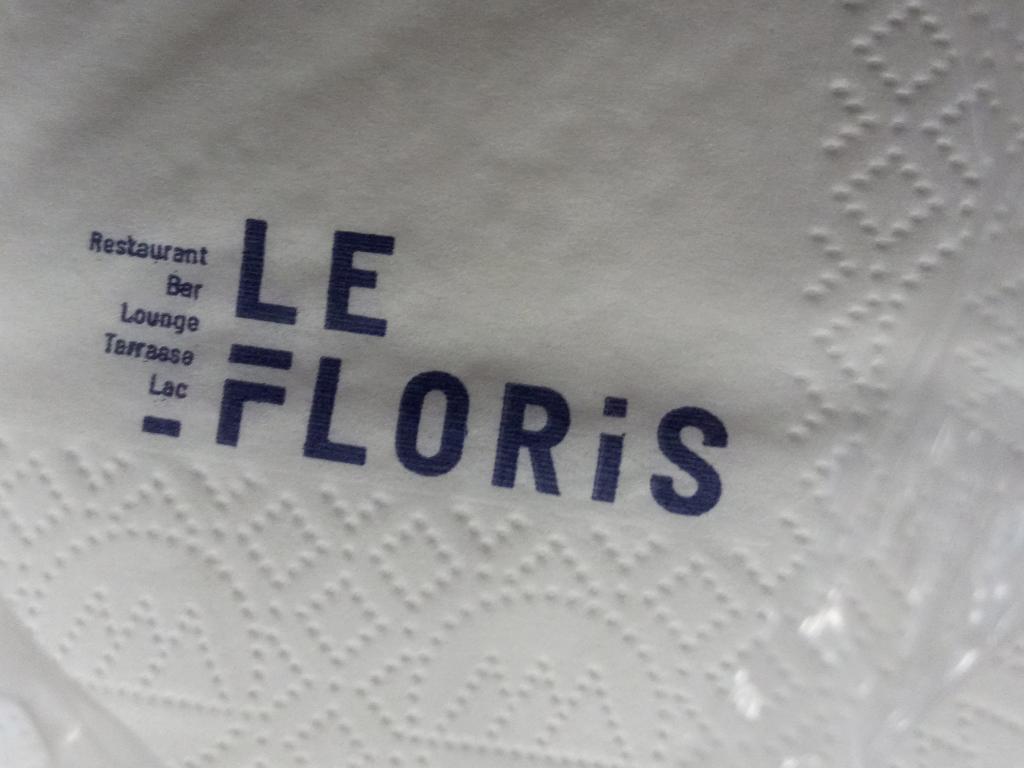 Restaurant
Bar
Lounge
Terrasse
Lac
LE
FLORiS